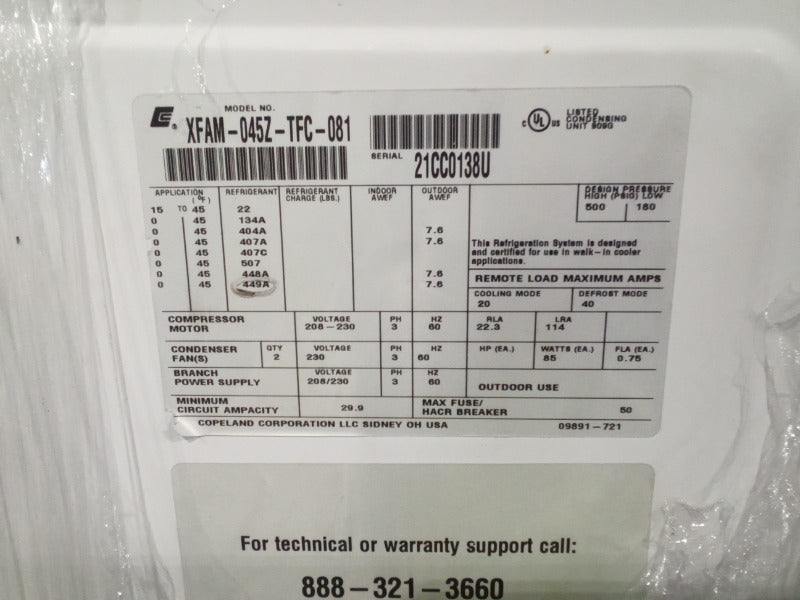 MODEL NO.
XFAM-045Z-TFC-081
SERIAL 21CC0138U
C UL US LISTED CONDENSING UNIT 909G
APPLICATION (°F) REFRIGERANT REFRIGERANT CHARGE (LBS.) INDOOR AWEF OUTDOOR AWEF
DESIGN PRESSURE
HIGH (PSIG) LOW
500 180
15 TO 45 22
0 45 134A
0 45 404A 7.6
0 45 407A 7.6
0 45 407C
0 45 507
0 45 448A 7.6
0 45 449A 7.6
This Refrigeration System is designed
and certified for use in walk-in cooler
applications.
REMOTE LOAD MAXIMUM AMPS
COOLING MODE DEFROST MODE
20 40
COMPRESSOR MOTOR VOLTAGE 208-230 PH 3 HZ 60 RLA 22.3 LRA 114
CONDENSER FAN(S) QTY 2 VOLTAGE 230 PH 3 HZ 60 HP (EA.) WATTS (EA.) 85 FLA (EA.) 0.75
BRANCH POWER SUPPLY VOLTAGE 208/230 PH 3 HZ 60 OUTDOOR USE
MINIMUM CIRCUIT AMPACITY 29.9 MAX FUSE/ HACR BREAKER 50
COPELAND CORPORATION LLC SIDNEY OH USA 09891-721
For technical or warranty support call:
888-321-3660